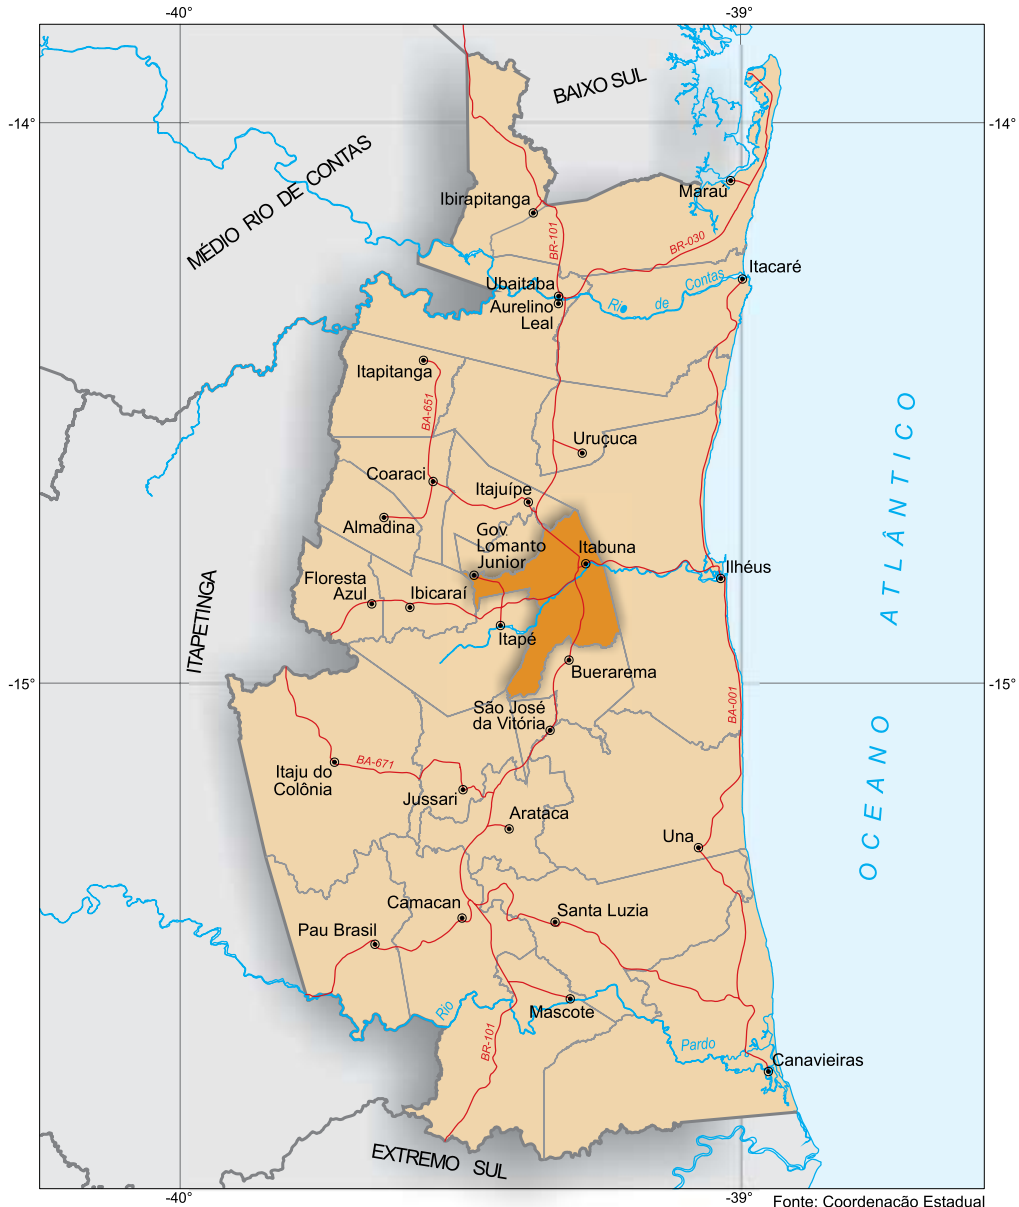 -40°
-39°
BAIXO SUL
-14°
-14°
MÉDIO RIO DE CONTAS
Maraú
Ibirapitanga
BR-101
BR-030
Itacaré
Ubaitaba
Contas
Rio
de
Aurelino
Leal
Itapitanga
BA-651
Uruçuca
Coaraci
Itajuípe
Almadina
Gov.
Lomanto
Junior
Itabuna
Ilhéus
Floresta
Azul
Ibicaraí
Itapé
ITAPETINGA
OCEANO ATLÂNTICO
Buerarema
-15°
-15°
São José
da Vitória
BA-001
BA-671
Itaju do
Colônia
Jussari
Arataca
Una
Camacan
Santa Luzia
Pau Brasil
Rio
Mascote
BR-101
Pardo
Canavieiras
EXTREMO SUL
-40°
-39°
Fonte: Coordenacão Estadual